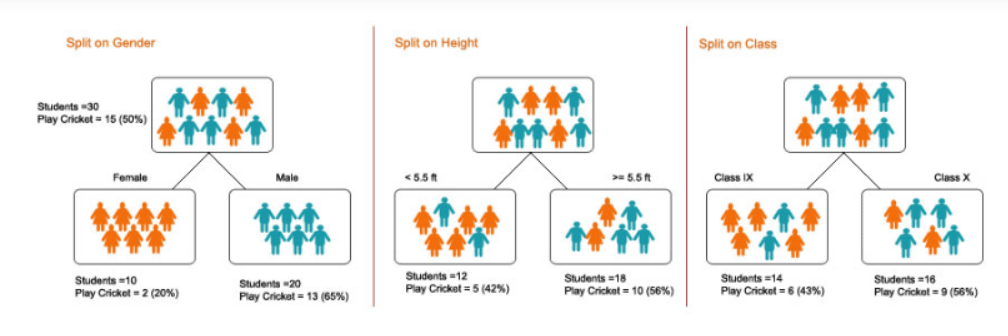 Split on Gender
Students =30
Play Cricket = 15 (50%)
Female
Male
Students =10
Play Cricket = 2 (20%)
Students =20
Play Cricket = 13 (65%)
Split on Height
< 5.5 ft
>= 5.5 ft
Students =12
Play Cricket = 5 (42%)
Students =18
Play Cricket = 10 (56%)
Split on Class
Class IX
Class X
Students =14
Play Cricket = 6 (43%)
Students =16
Play Cricket = 9 (56%)